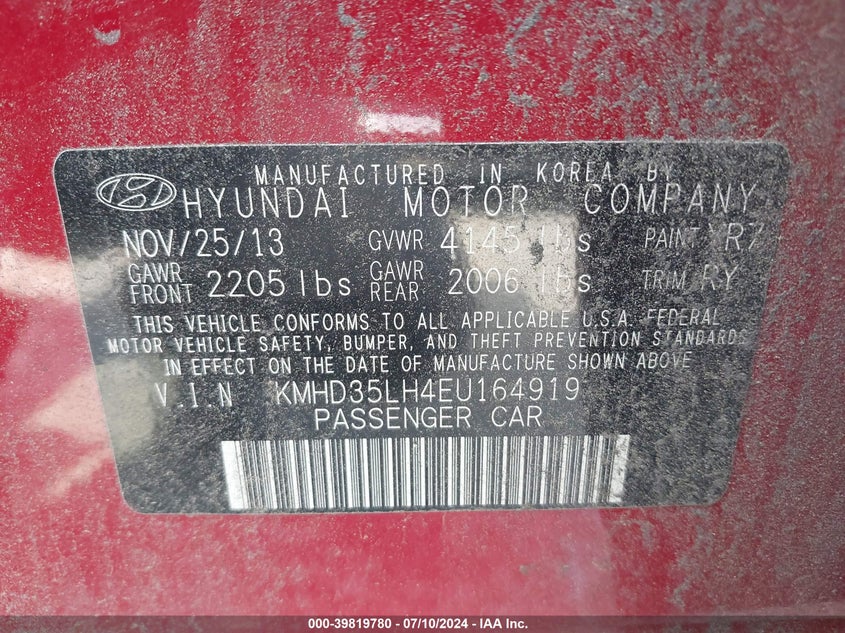 MANUFACTURED IN KOREA BY
HYUNDAI MOTOR COMPANY
NOV/25/13 GVWR 4145 lbs PAINT YR7
GAWR FRONT 2205 lbs GAWR REAR 2006 lbs TRIM RY
THIS VEHICLE CONFORMS TO ALL APPLICABLE U.S.A. FEDERAL
MOTOR VEHICLE SAFETY, BUMPER, AND THEFT PREVENTION STANDARDS
IN EFFECT ON THE DATE OF MANUFACTURE SHOWN ABOVE
V.I.N KMHD35LH4EU164919
PASSENGER CAR
000-39819780 - 07/10/2024 - IAA Inc.